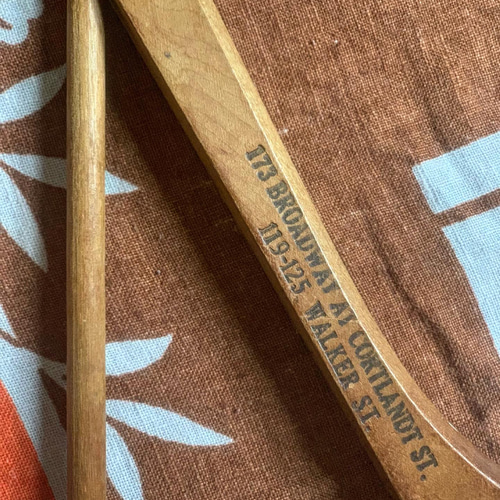 173 BROADWAY AT CORTLANDT ST.
119-125 WALKER ST.